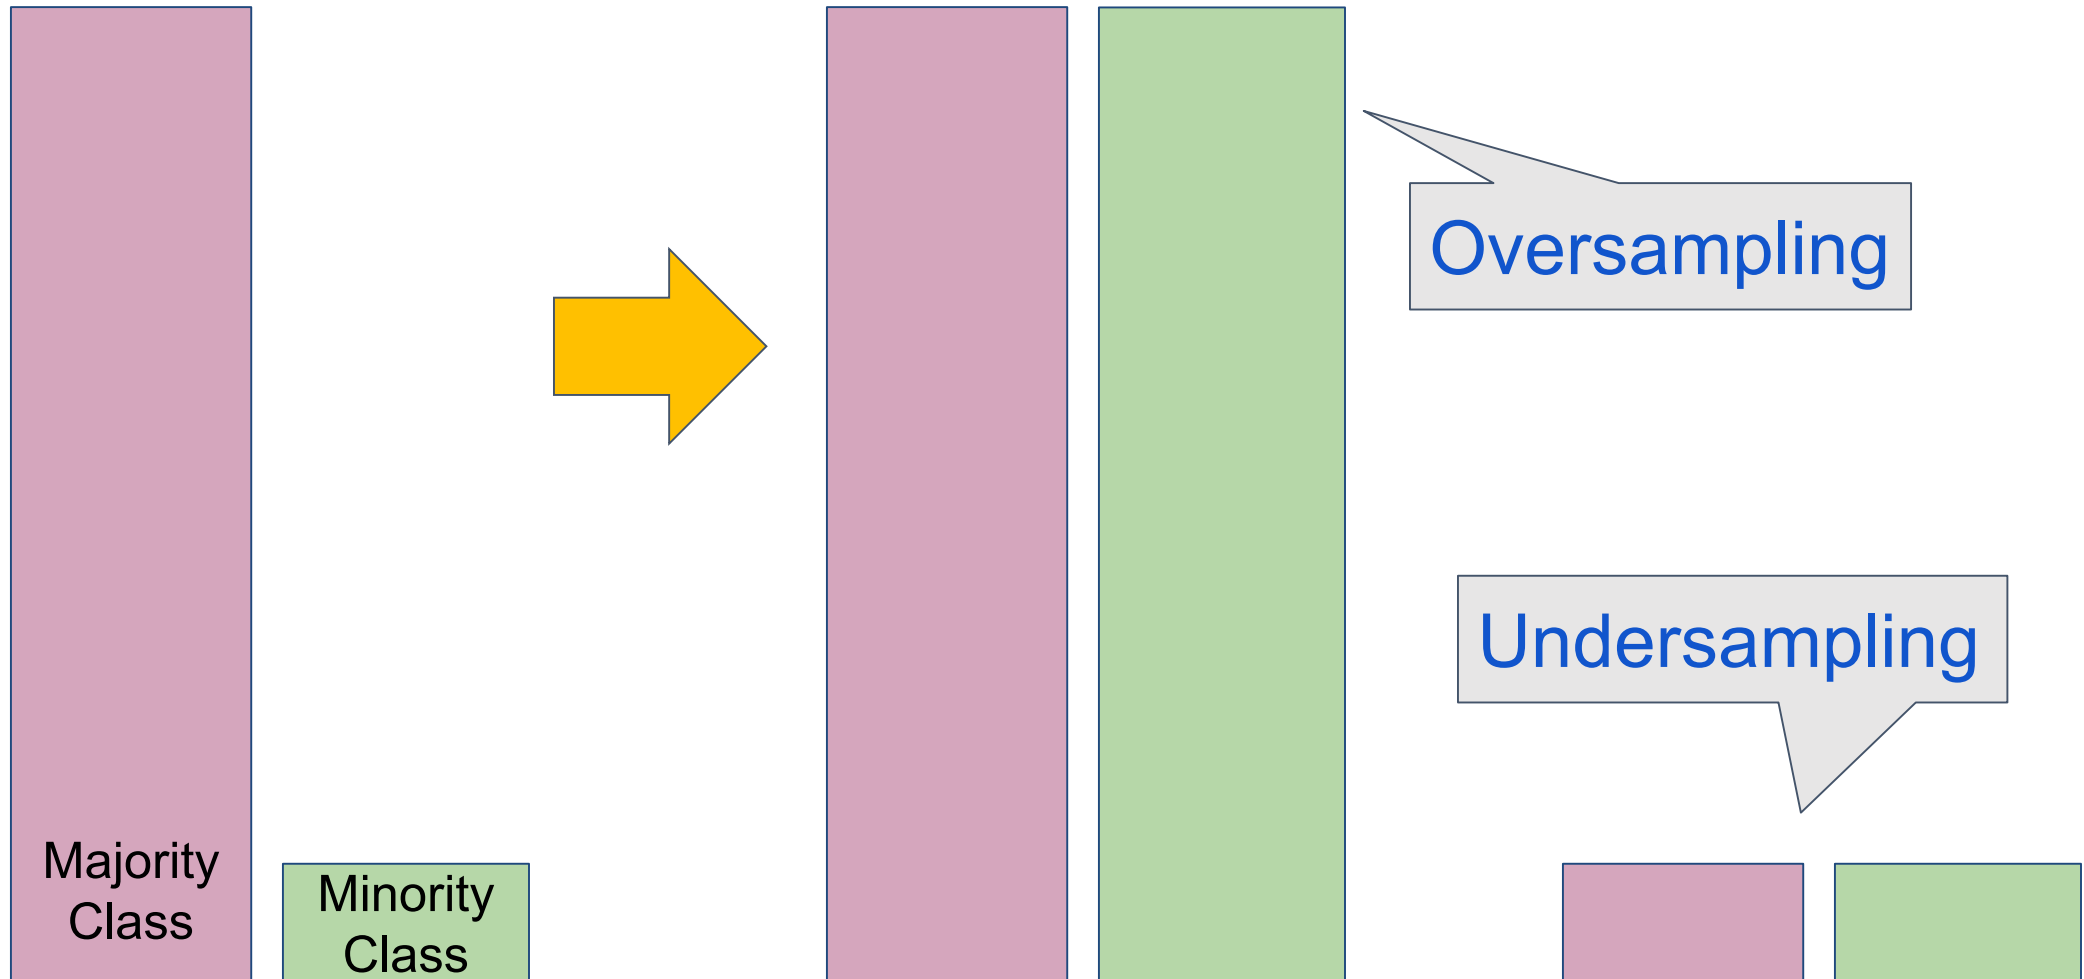 Majority
Class
Minority
Class
Oversampling
Undersampling